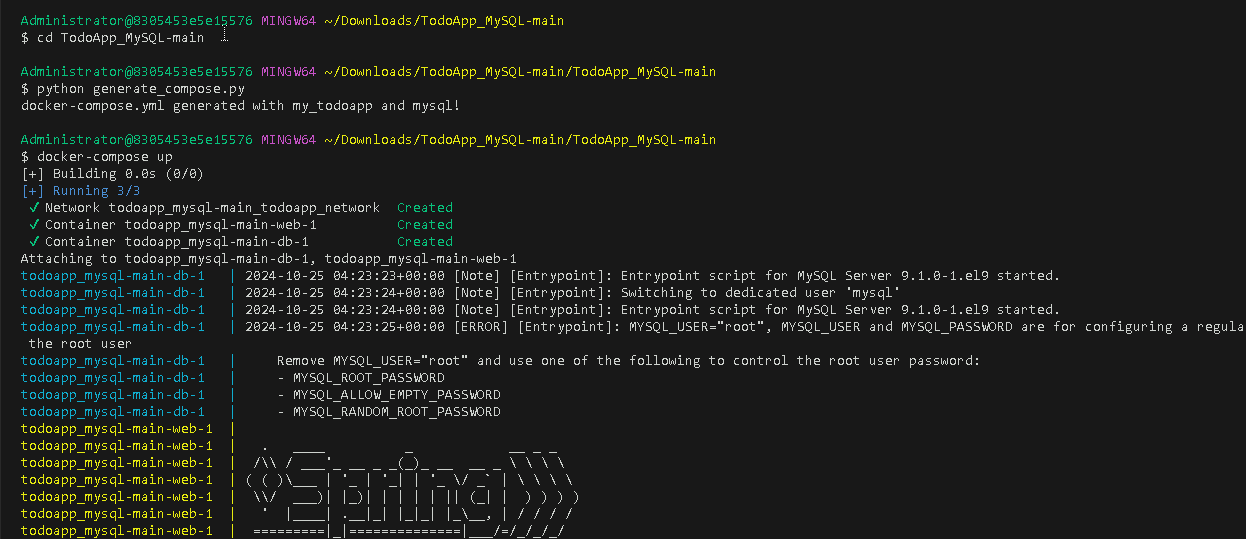 Administrator@8305453e5e15576 MINGW64 ~/Downloads/TodoApp_MySQL-main
$ cd TodoApp_MySQL-main
Administrator@8305453e5e15576 MINGW64 ~/Downloads/TodoApp_MySQL-main/TodoApp_MySQL-main
$ python generate_compose.py
docker-compose.yml generated with my_todoapp and mysql!
Administrator@8305453e5e15576 MINGW64 ~/Downloads/TodoApp_MySQL-main/TodoApp_MySQL-main
$ docker-compose up
[+] Building 0.0s (0/0)
[+] Running 3/3
✔ Network todoapp_mysql-main_todoapp_network Created
✔ Container todoapp_mysql-main-web-1 Created
✔ Container todoapp_mysql-main-db-1 Created
Attaching to todoapp_mysql-main-db-1, todoapp_mysql-main-web-1
todoapp_mysql-main-db-1 | 2024-10-25 04:23:23+00:00 [Note] [Entrypoint]: Entrypoint script for MySQL Server 9.1.0-1.el9 started.
todoapp_mysql-main-db-1 | 2024-10-25 04:23:24+00:00 [Note] [Entrypoint]: Switching to dedicated user 'mysql'
todoapp_mysql-main-db-1 | 2024-10-25 04:23:24+00:00 [Note] [Entrypoint]: Entrypoint script for MySQL Server 9.1.0-1.el9 started.
todoapp_mysql-main-db-1 | 2024-10-25 04:23:25+00:00 [ERROR] [Entrypoint]: MYSQL_USER="root", MYSQL_USER and MYSQL_PASSWORD are for configuring a regula
the root user
todoapp_mysql-main-db-1 | Remove MYSQL_USER="root" and use one of the following to control the root user password:
todoapp_mysql-main-db-1 | - MYSQL_ROOT_PASSWORD
todoapp_mysql-main-db-1 | - MYSQL_ALLOW_EMPTY_PASSWORD
todoapp_mysql-main-db-1 | - MYSQL_RANDOM_ROOT_PASSWORD
todoapp_mysql-main-web-1 |
todoapp_mysql-main-web-1 |   .   ____          _            __ _ _
todoapp_mysql-main-web-1 |  /\\ / ___'_ __ _ _(_)_ __  __ _ \ \ \ \
todoapp_mysql-main-web-1 | ( ( )\___ | '_ | '_| | '_ \/ _` | \ \ \ \
todoapp_mysql-main-web-1 |  \\/  ___)| |_)| | | | | || (_| |  ) ) ) )
todoapp_mysql-main-web-1 |   '  |____| .__|_| |_|_| |_\__, | / / / /
todoapp_mysql-main-web-1 |  =========|_|==============|___/=/_/_/_/